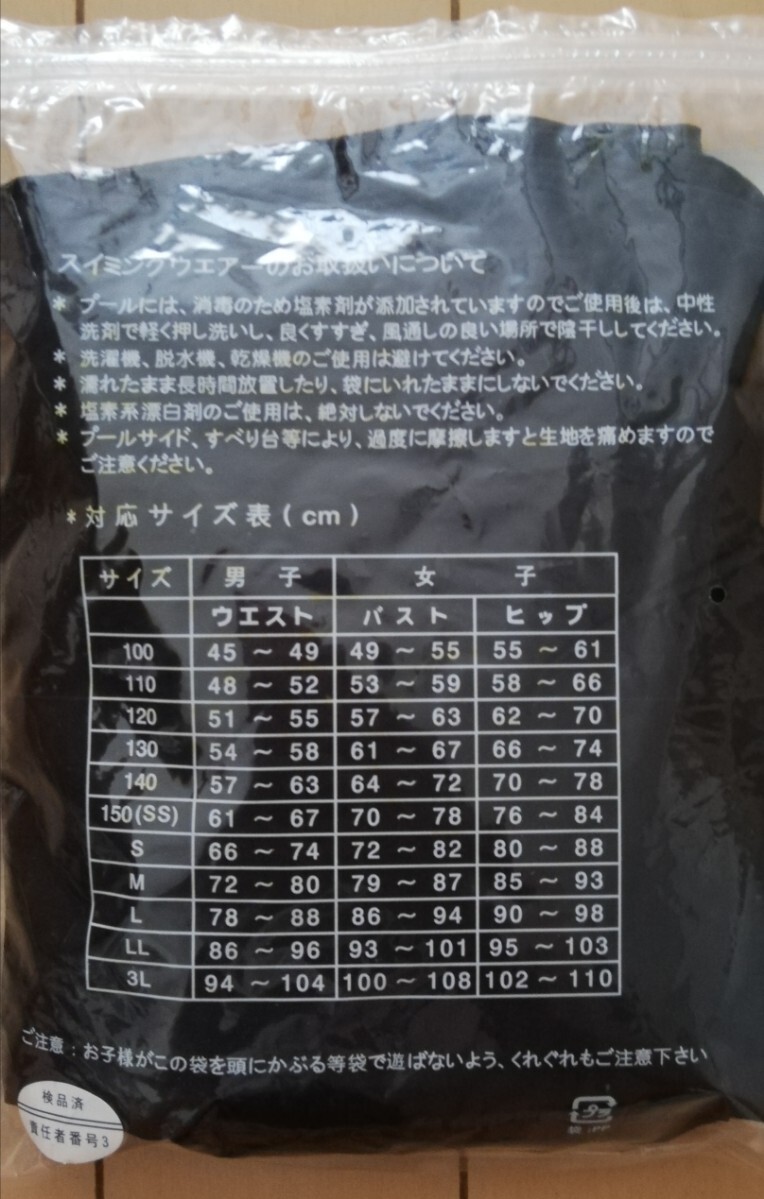 スイミングウエアーのお取扱いについて
* プールには、消毒のため塩素剤が添加されていますのでご使用後は、中性
洗剤で軽く押し洗いし、良くすすぎ、風通しの良い場所で陰干ししてください。
* 洗濯機、脱水機、乾燥機のご使用は避けてください。
* 濡れたまま長時間放置したり、袋にいれたままにしないでください。
* 塩素系漂白剤のご使用は、絶対しないでください。
* プールサイド、すべり台等により、過度に摩擦しますと生地を痛めますので
ご注意ください。
*対応サイズ表(cm)
サイズ 男子 女子
ウエスト バスト ヒップ
100 45～49 49～55 55～61
110 48～52 53～59 58～66
120 51～55 57～63 62～70
130 54～58 61～67 66～74
140 57～63 64～72 70～78
150(SS) 61～67 70～78 76～84
S 66～74 72～82 80～88
M 72～80 79～87 85～93
L 78～88 86～94 90～98
LL 86～96 93～101 95～103
3L 94～104 100～108 102～110
ご注意：お子様がこの袋を頭にかぶる等袋で遊ばないよう、くれぐれもご注意下さい
検品済
責任者番号3
プラ
袋:PP